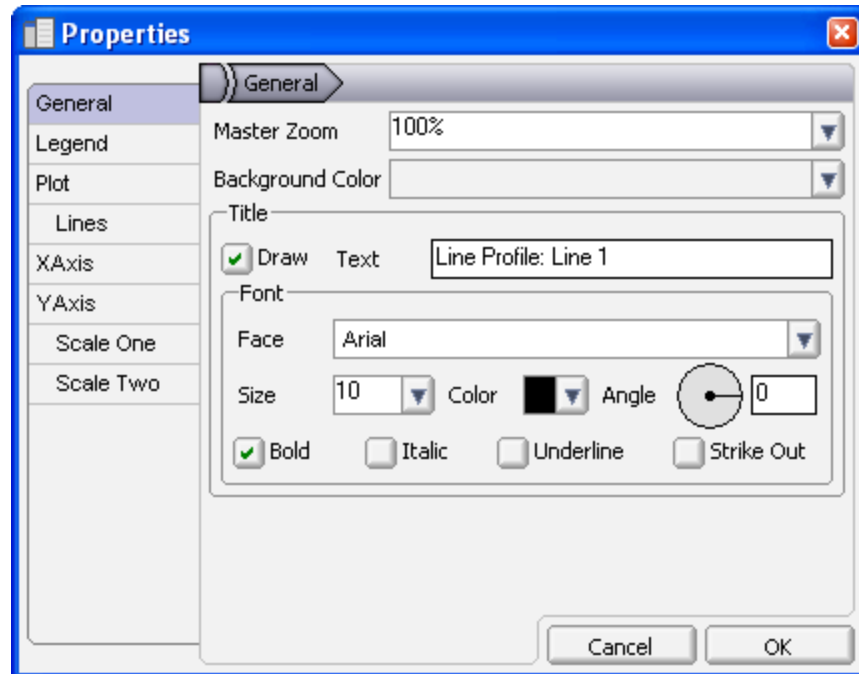 Properties
General
Legend
Plot
Lines
XAxis
YAxis
Scale One
Scale Two
General
Master Zoom 100%
Background Color
Title
Draw Text Line Profile: Line 1
Font
Face Arial
Size 10 Color Angle 0
Bold Italic Underline Strike Out
Cancel OK